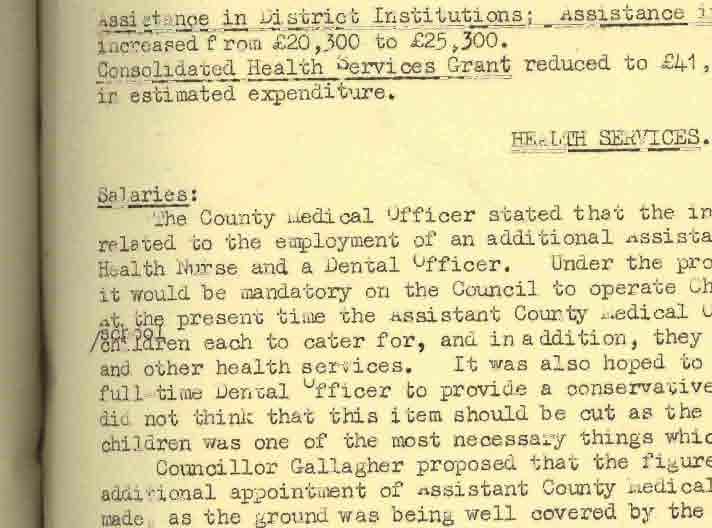 Assistance in District Institutions; Assistance
increased from £20,300 to £25,300.
Consolidated Health Services Grant reduced to £41,
in estimated expenditure.
HEALTH SERVICES.
Salaries:
The County Medical Officer stated that the
related to the employment of an additional
Health Nurse and a Dental Officer. Under the
it would be mandatory on the Council to operate
At the present time the Assistant County Medical
/school
children each to cater for, and in addition, they
and other health services. It was also hoped to
full time Dental Officer to provide a conservative
did not think that this item should be cut as the
children was one of the most necessary things
Councillor Gallagher proposed that the
additional appointment of Assistant County Medical
made, as the ground was being well covered by the